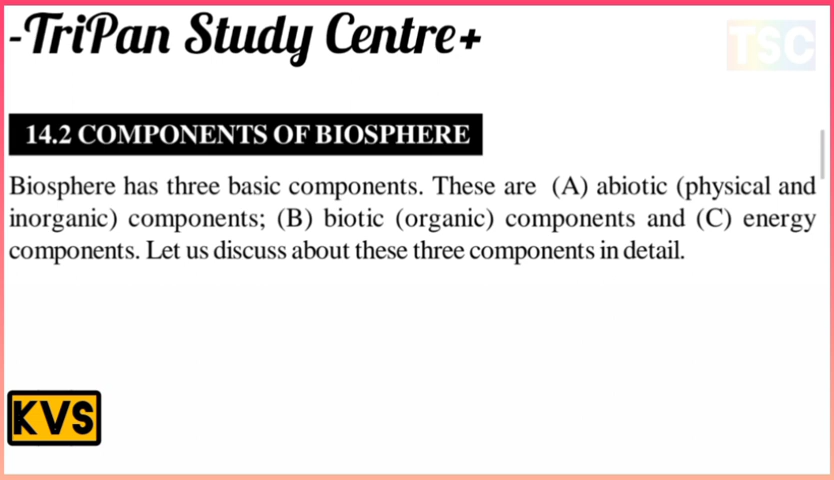 -TriPan Study Centre+
TSC
14.2 COMPONENTS OF BIOSPHERE
Biosphere has three basic components. These are (A) abiotic (physical and
inorganic) components; (B) biotic (organic) components and (C) energy
components. Let us discuss about these three components in detail.
KVS